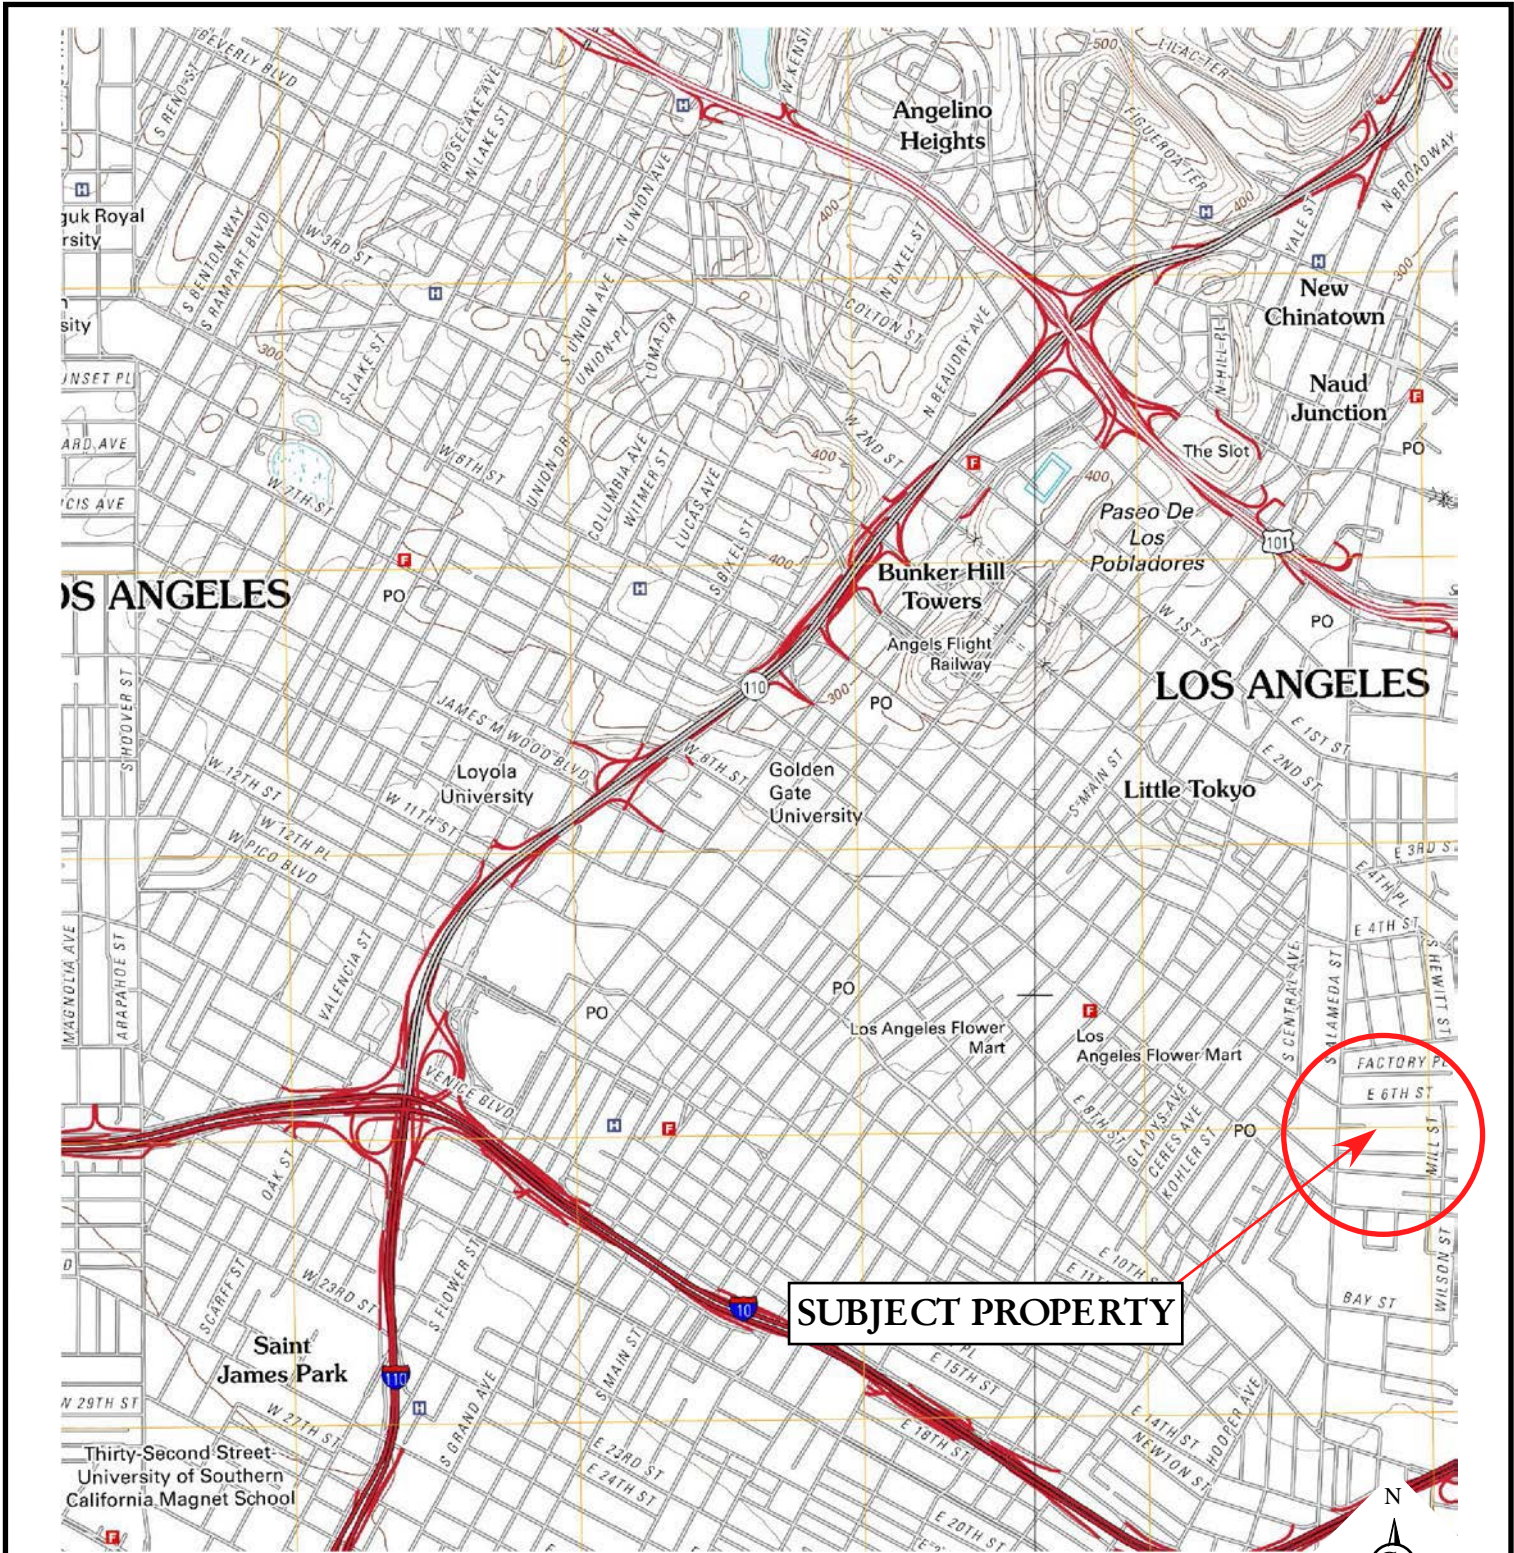 BEVERLY BLVD
S RENO ST
ROSELAKE AVE
N LAKE ST
Angelino
Heights
500
LILAC TER
FIGUEROA TER
N BROADWAY
H
H
H
H
YALE ST
400
400
guk Royal
rsity
S BENTON WAY
S RAMPART BLVD
W 3RD ST
N UNION AVE
N BIXEL ST
COLTON ST
300
H
New
Chinatown
sity
300
S LAKE ST
S UNION AVE
UNION PL
LOMA DR
N BEAUDRY AVE
N HILL PL
Naud
Junction
F
UNSET PL
ARD AVE
CIS AVE
W 6TH ST
W 7TH ST
UNION DR
COLUMBIA AVE
WITMER ST
LUCAS AVE
S BIXEL ST
400
W 2ND ST
F
400
The Slot
PO
Paseo De
Los
Pobladores
101
F
400
H
Bunker Hill
Towers
OS ANGELES
PO
Angels Flight
Railway
W 1ST ST
PO
110
300
PO
LOS ANGELES
S HOOVER ST
JAMES M WOOD BLVD
W 8TH ST
E 1ST ST
E 2ND ST
W 12TH ST
W 11TH ST
Loyola
University
Golden
Gate
University
S MAIN ST
Little Tokyo
W 12TH PL
W PICO BLVD
E 3RD S
E 4TH PL
E 4TH ST
MAGNOLIA AVE
ARAPAHOE ST
VALENCIA ST
PO
PO
Los Angeles Flower
Mart
F
Los
Angeles Flower Mart
S CENTRAL AVE
S ALAMEDA ST
S HEWITT ST
FACTORY PL
E 6TH ST
VENICE BLVD
H
F
E 8TH ST
GLADYS AVE
CERES AVE
KOHLER ST
PO
MILL ST
OAK ST
SCARFF ST
W 23RD ST
S FLOWER ST
10
SUBJECT PROPERTY
E 10TH S
E 11T
BAY ST
WILSON ST
Saint
James Park
110
H
S GRAND AVE
S MAIN ST
PL
E 15TH ST
W 29TH ST
W 27TH ST
E 18TH ST
E 14TH ST
NEWTON ST
HOOPER AVE
Thirty-Second Street
University of Southern
California Magnet School
E 23RD ST
E 24TH ST
E 20TH ST
F
N